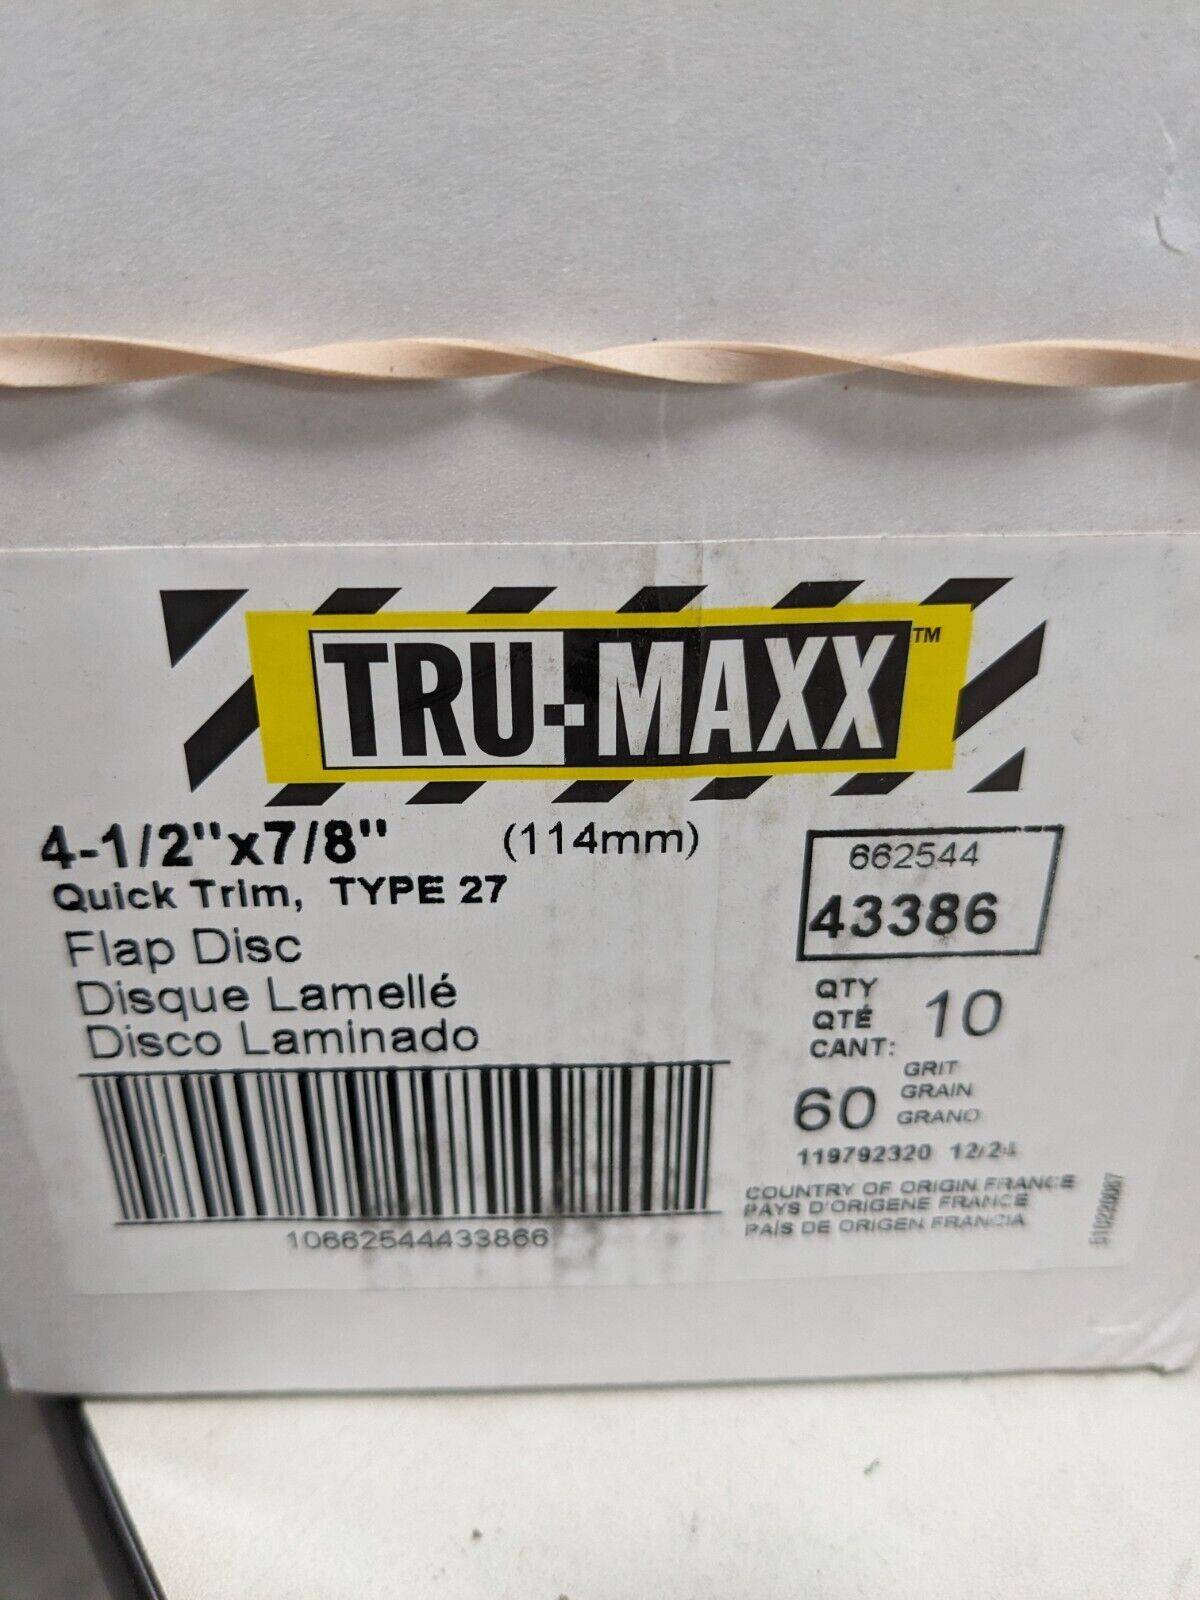 TRU-MAXX™
4-1/2"x7/8" (114mm)
Quick Trim, TYPE 27
Flap Disc
Disque Lamellé
Disco Laminado
10662544433866
662544
43386
QTY
QTÉ
CANT:
10
60
GRIT
GRAIN
GRANO
119792320 12/24
COUNTRY OF ORIGIN FRANCE
PAYS D'ORIGENE FRANCE
PAÍS DE ORIGEN FRANCIA